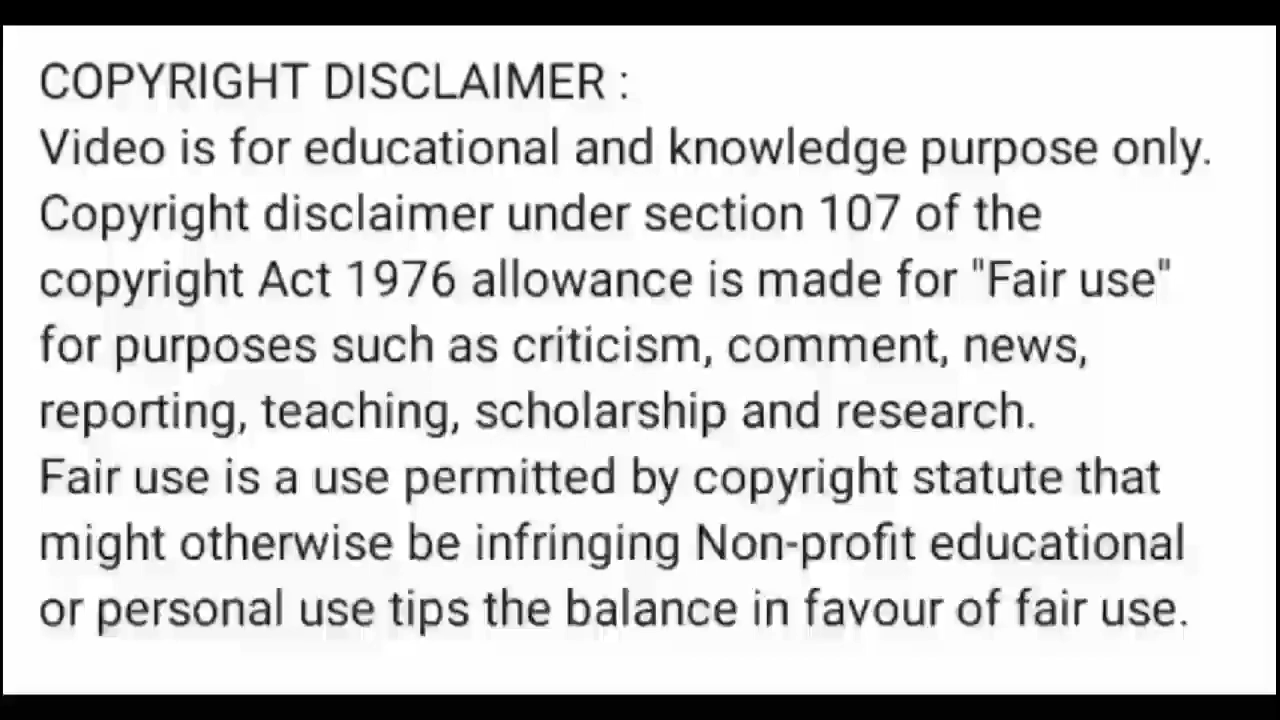 COPYRIGHT DISCLAIMER :
Video is for educational and knowledge purpose only.
Copyright disclaimer under section 107 of the
copyright Act 1976 allowance is made for "Fair use"
for purposes such as criticism, comment, news,
reporting, teaching, scholarship and research.
Fair use is a use permitted by copyright statute that
might otherwise be infringing Non-profit educational
or personal use tips the balance in favour of fair use.